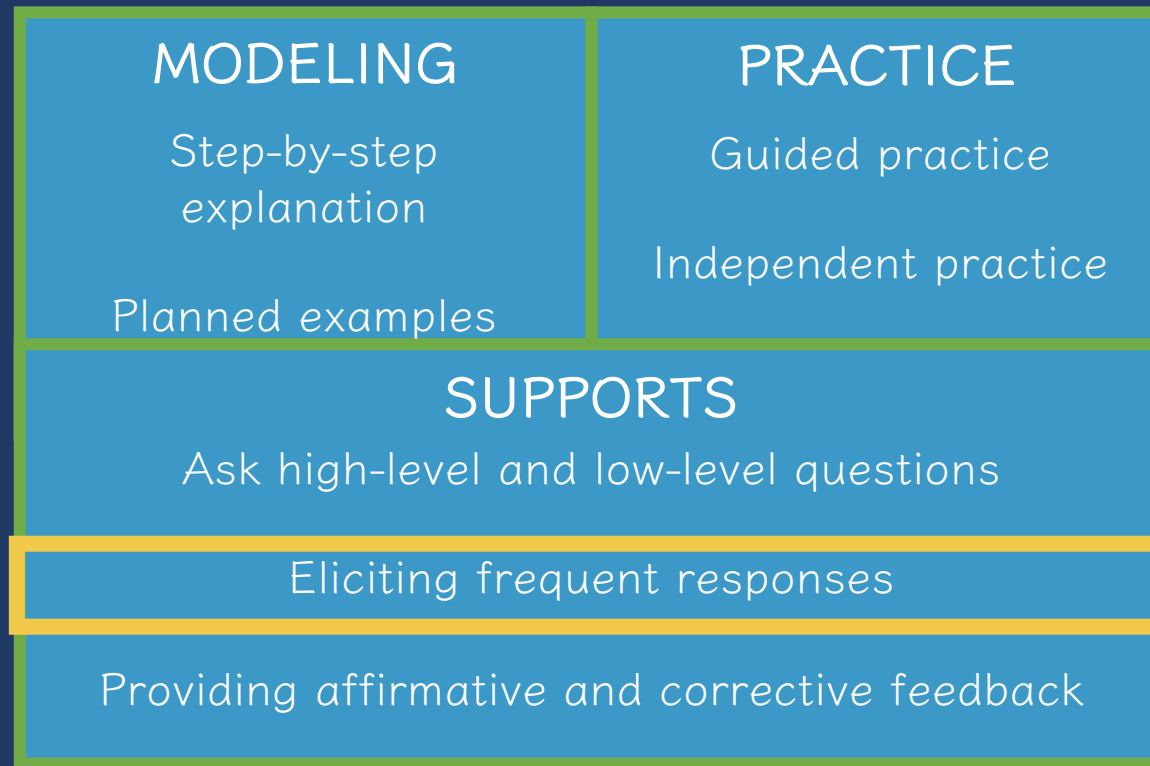 MODELING
Step-by-step
explanation
Planned examples
PRACTICE
Guided practice
Independent practice
SUPPORTS
Ask high-level and low-level questions
Eliciting frequent responses
Providing affirmative and corrective feedback